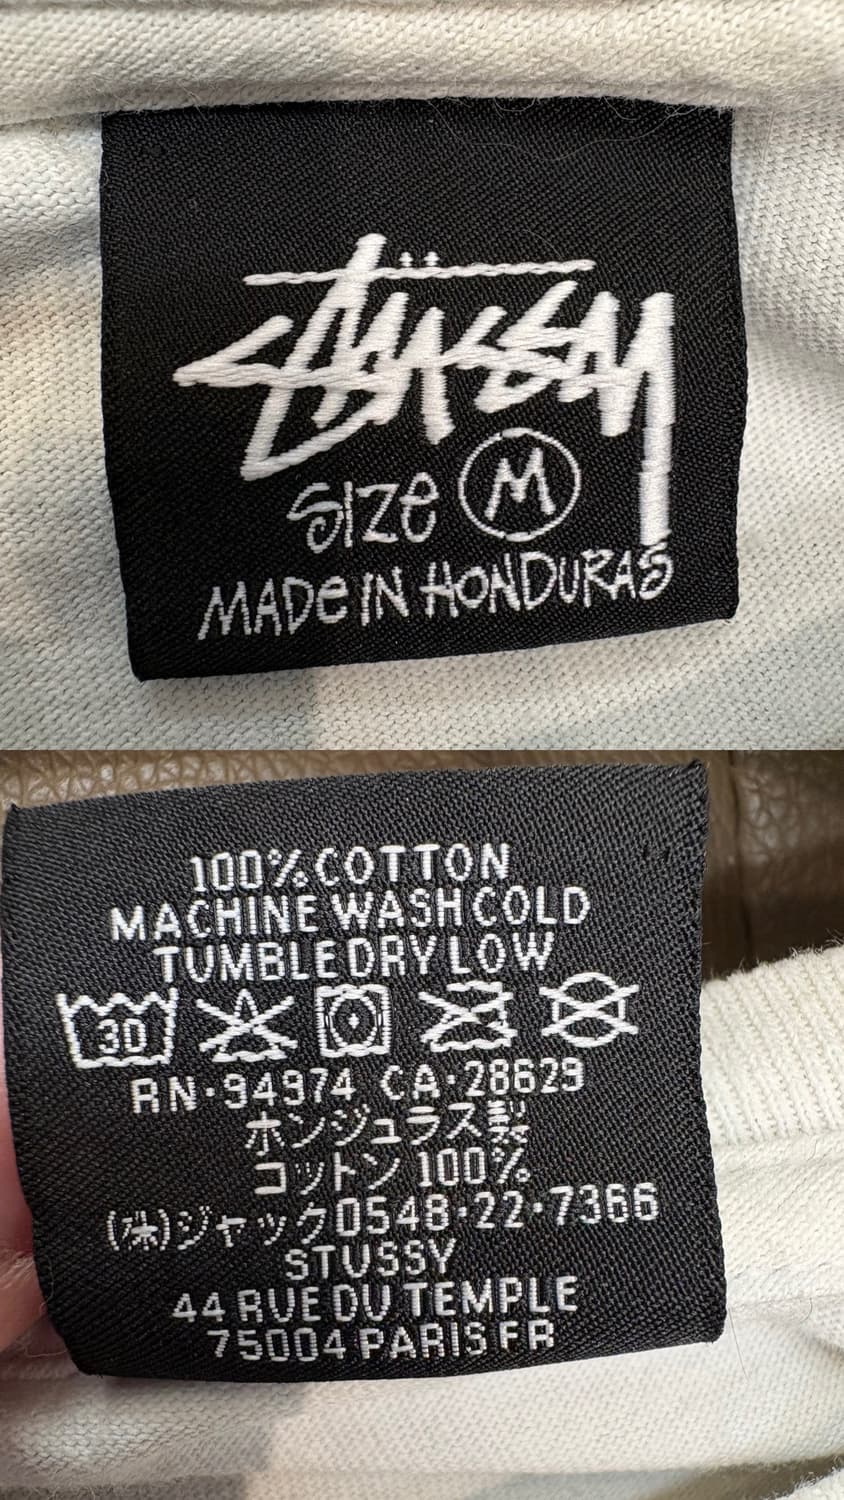 Stüssy
SIZE M
MADE IN HONDURAS
100% COTTON
MACHINE WASH COLD
TUMBLE DRY LOW
30
RN·94974 CA·28629
ホンジュラス製
コットン 100%
(株)ジャック0548·22·7366
STUSSY
44 RUE DU TEMPLE
75004 PARIS FR